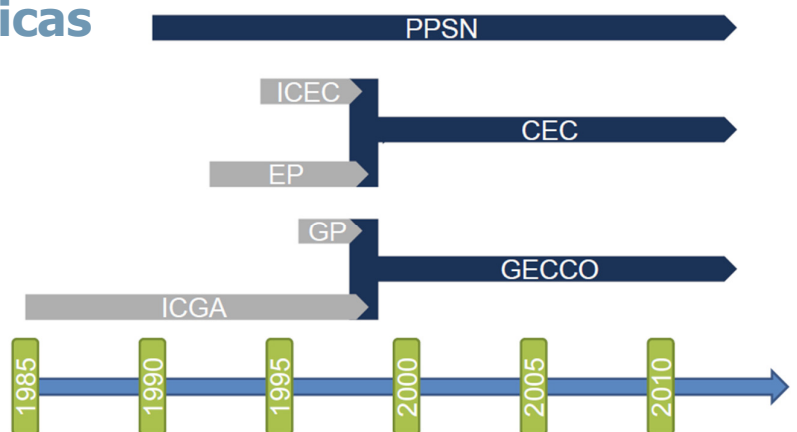 icas
PPSN
ICEC
CEC
EP
GP
GECCO
ICGA
1985
1990
1995
2000
2005
2010